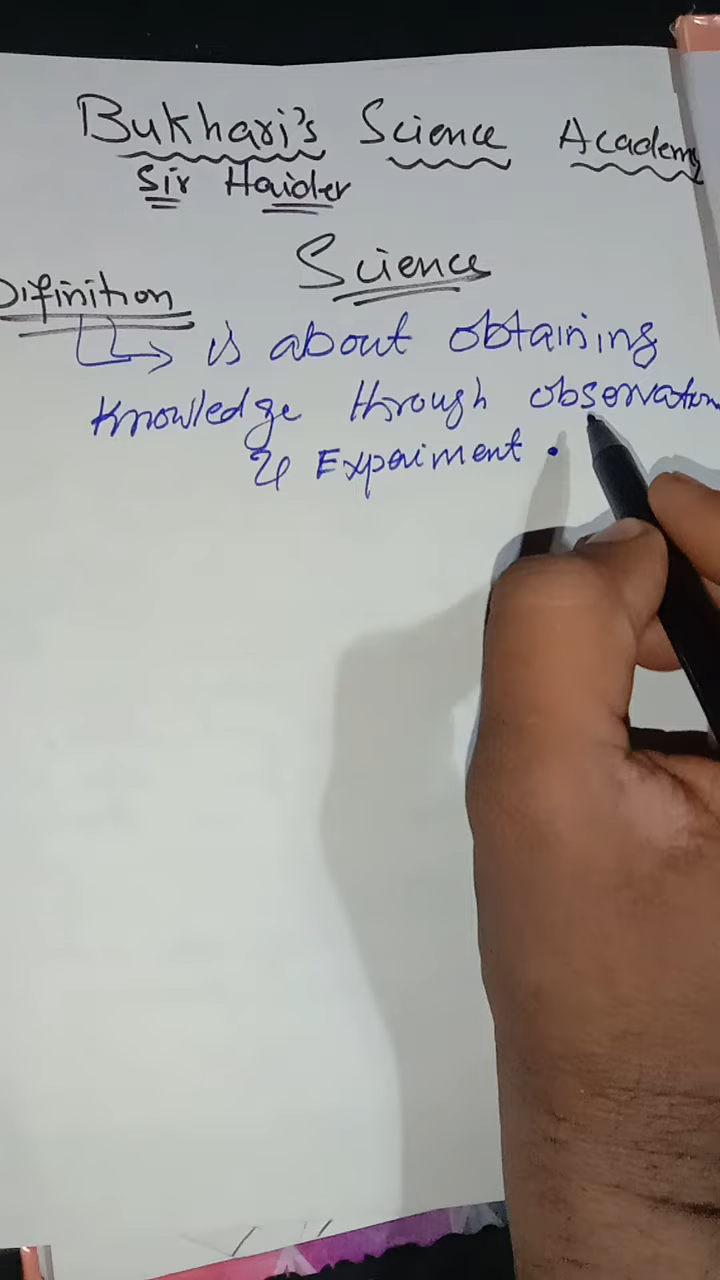 Bukhari's Science Academy
Sir Haider
Science
Difinition
is about obtaining
Knowledge through observation
& Experiment.